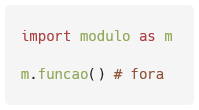 import modulo as m
m.funcao() # fora